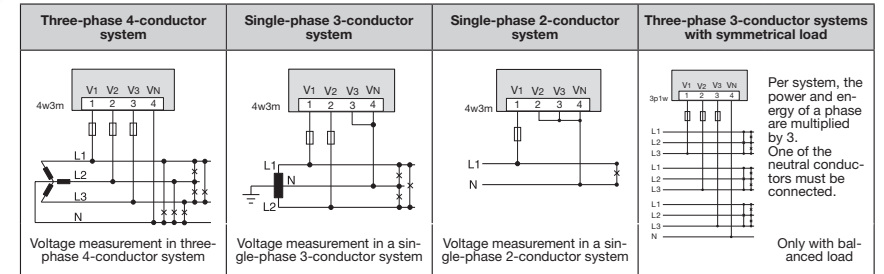 Three-phase 4-conductor
system
Single-phase 3-conductor
system
Single-phase 2-conductor
system
Three-phase 3-conductor systems
with symmetrical load
V1 V2 V3 VN
1 2 3 4
4w3m
L1
L2
L3
N
Voltage measurement in three-
phase 4-conductor system
V1 V2 V3 VN
1 2 3 4
4w3m
L1
N
L2
Voltage measurement in a sin-
gle-phase 3-conductor system
V1 V2 V3 VN
1 2 3 4
4w3m
L1
N
Voltage measurement in a sin-
gle-phase 2-conductor system
V1 V2 V3 VN
1 2 3 4
3p1w
L1
L2
L3
L1
L2
L3
L1
L2
L3
N
Per system, the
power and en-
ergy of a phase
are multiplied
by 3.
One of the
neutral conduc-
tors must be
connected.
Only with bal-
anced load